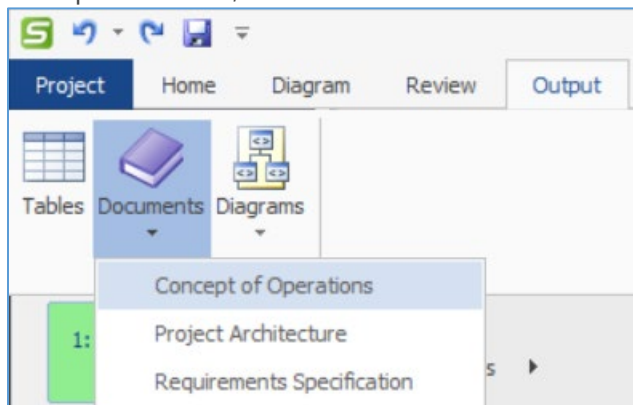 S
Project Home Diagram Review Output
Tables Documents Diagrams
Concept of Operations
1: Project Architecture
s
Requirements Specification